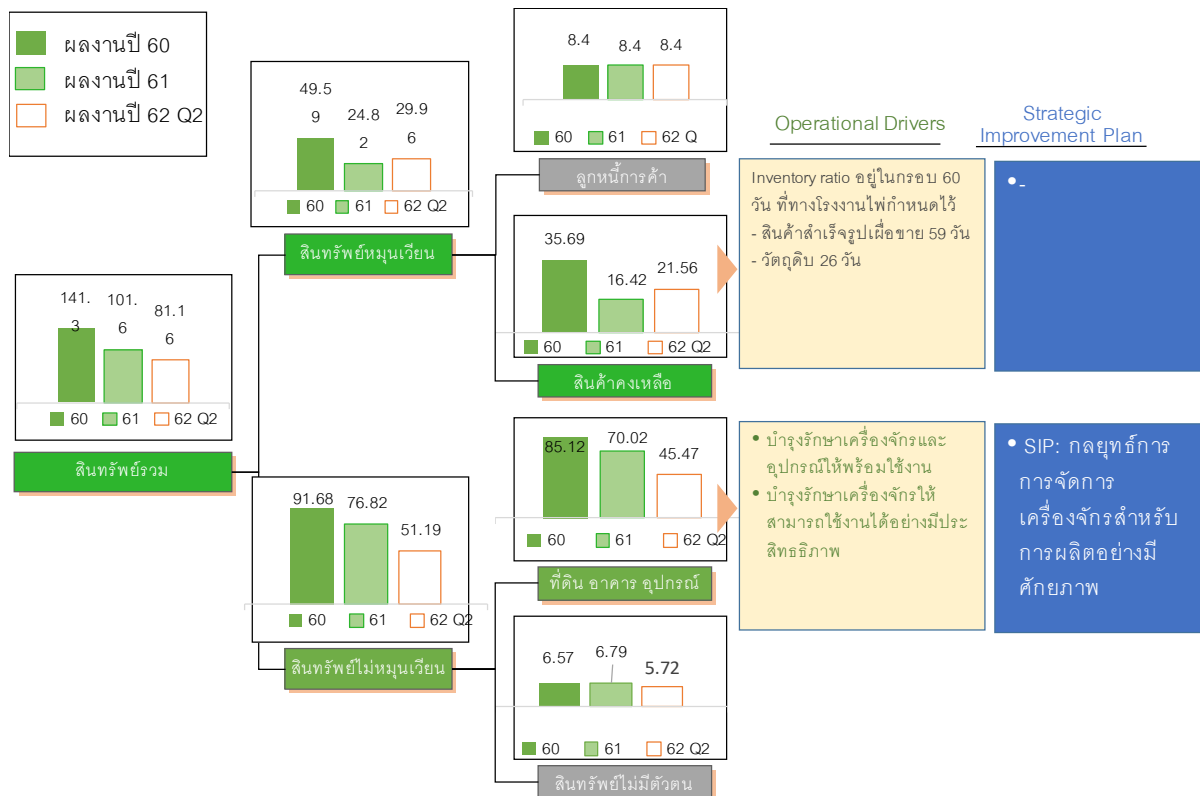 ผลงานปี 60
ผลงานปี 61
ผลงานปี 62 Q2
141.
3
101.
6
81.1
6
60 61 62 Q2
สินทรัพย์รวม
49.5
9
24.8
2
29.9
6
60 61 62 Q2
สินทรัพย์หมุนเวียน
91.68 76.82 51.19
60 61 62 Q2
สินทรัพย์ไม่หมุนเวียน
8.4 8.4 8.4
60 61 62 Q
ลูกหนี้การค้า
35.69 16.42 21.56
60 61 62 Q2
สินค้าคงเหลือ
85.12 70.02 45.47
60 61 62 Q2
ที่ดิน อาคาร อุปกรณ์
6.57 6.79 5.72
60 61 62 Q2
สินทรัพย์ไม่มีตัวตน
Operational Drivers
Inventory ratio อยู่ในกรอบ 60
วัน ที่ทางโรงงานไพ่กำหนดไว้
- สินค้าสำเร็จรูปเผื่อขาย 59 วัน
- วัตถุดิบ 26 วัน
• บำรุงรักษาเครื่องจักรและ
อุปกรณ์ให้พร้อมใช้งาน
• บำรุงรักษาเครื่องจักรให้
สามารถใช้งานได้อย่างมีประ
สิทธธิภาพ
Strategic
Improvement Plan
• -
• SIP: กลยุทธ์การ
การจัดการ
เครื่องจักรสำหรับ
การผลิตอย่างมี
ศักยภาพ